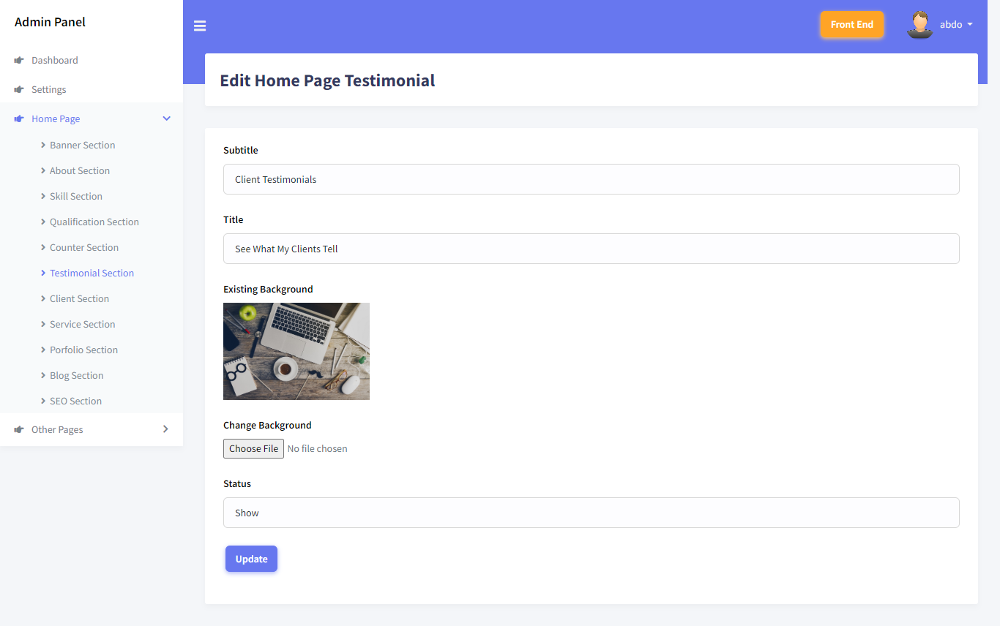 Admin Panel
Front End
abdo
Dashboard
Settings
Home Page
Banner Section
About Section
Skill Section
Qualification Section
Counter Section
Testimonial Section
Client Section
Service Section
Porfolio Section
Blog Section
SEO Section
Other Pages
Edit Home Page Testimonial
Subtitle
Client Testimonials
Title
See What My Clients Tell
Existing Background
Change Background
Choose File No file chosen
Status
Show
Update